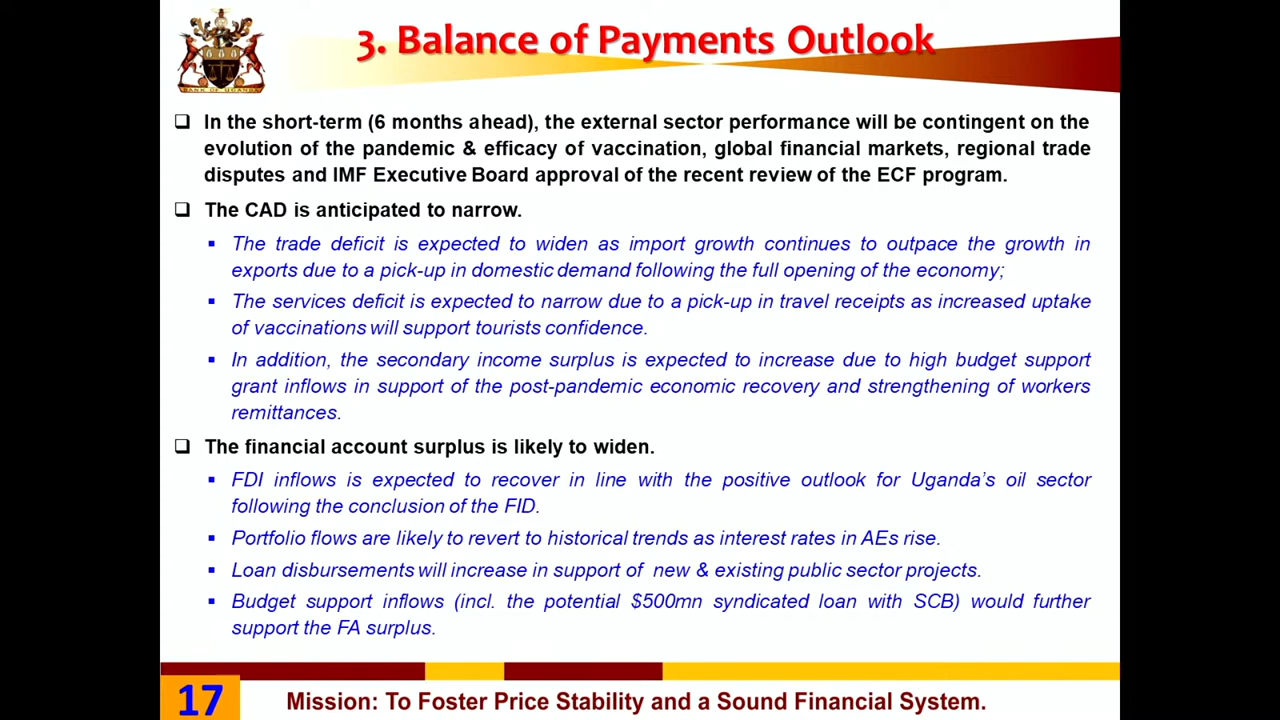 3. Balance of Payments Outlook
BANK OF UGANDA
❑ In the short-term (6 months ahead), the external sector performance will be contingent on the
evolution of the pandemic & efficacy of vaccination, global financial markets, regional trade
disputes and IMF Executive Board approval of the recent review of the ECF program.
❑ The CAD is anticipated to narrow.
▪ The trade deficit is expected to widen as import growth continues to outpace the growth in
exports due to a pick-up in domestic demand following the full opening of the economy;
▪ The services deficit is expected to narrow due to a pick-up in travel receipts as increased uptake
of vaccinations will support tourists confidence.
▪ In addition, the secondary income surplus is expected to increase due to high budget support
grant inflows in support of the post-pandemic economic recovery and strengthening of workers
remittances.
❑ The financial account surplus is likely to widen.
▪ FDI inflows is expected to recover in line with the positive outlook for Uganda's oil sector
following the conclusion of the FID.
▪ Portfolio flows are likely to revert to historical trends as interest rates in AEs rise.
▪ Loan disbursements will increase in support of new & existing public sector projects.
▪ Budget support inflows (incl. the potential $500mn syndicated loan with SCB) would further
support the FA surplus.
17
Mission: To Foster Price Stability and a Sound Financial System.